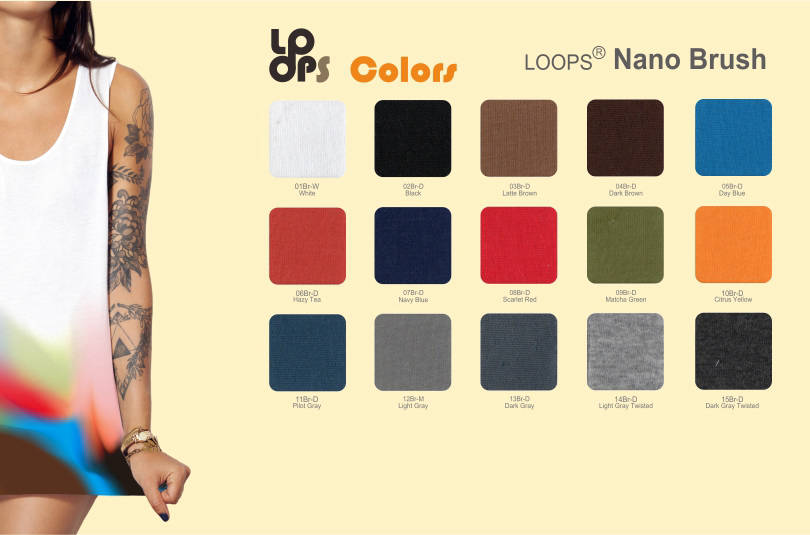 LOOPS Colors
LOOPS® Nano Brush
01Br-W
White
02Br-D
Black
03Br-D
Latte Brown
04Br-D
Dark Brown
05Br-D
Day Blue
06Br-D
Hazy Tea
07Br-D
Navy Blue
08Br-D
Scarlet Red
09Br-D
Matcha Green
10Br-D
Citrus Yellow
11Br-D
Pilot Gray
12Br-M
Light Gray
13Br-D
Dark Gray
14Br-D
Light Gray Twisted
15Br-D
Dark Gray Twisted